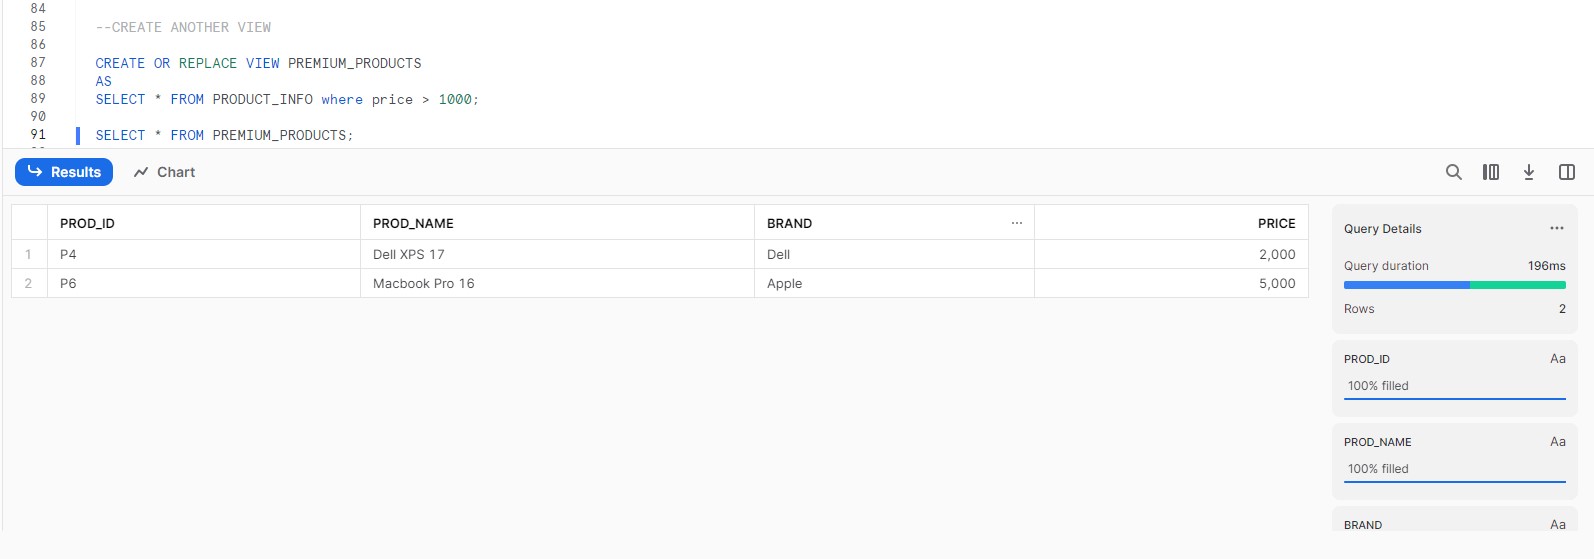 84
85 --CREATE ANOTHER VIEW
86
87 CREATE OR REPLACE VIEW PREMIUM_PRODUCTS
88 AS
89 SELECT * FROM PRODUCT_INFO where price > 1000;
90
91 SELECT * FROM PREMIUM_PRODUCTS;
Results Chart
PROD_ID PROD_NAME BRAND ... PRICE
1 P4 Dell XPS 17 Dell 2,000
2 P6 Macbook Pro 16 Apple 5,000
Query Details ...
Query duration 196ms
Rows 2
PROD_ID Aa
100% filled
PROD_NAME Aa
100% filled
BRAND Aa